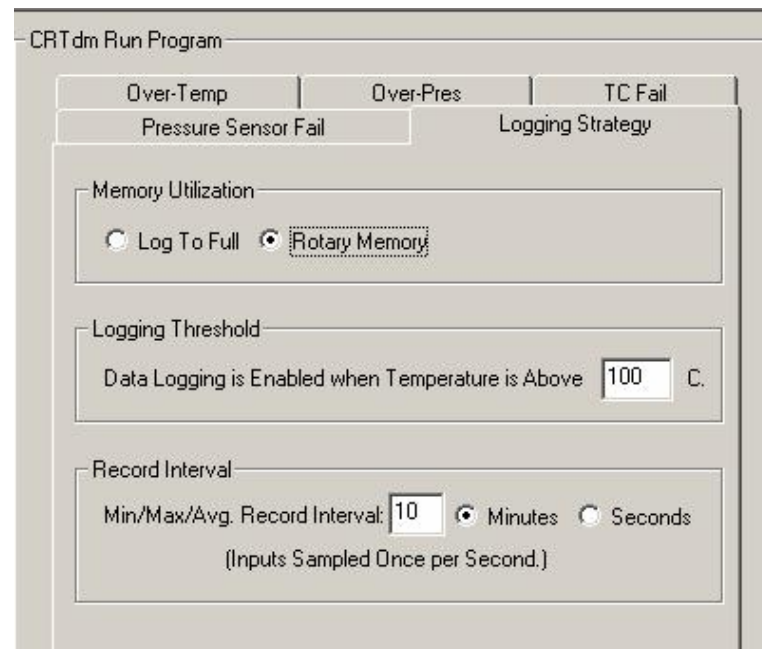 CRTdm Run Program
Over-Temp
Over-Pres
TC Fail
Pressure Sensor Fail
Logging Strategy
Memory Utilization
Log To Full
Rotary Memory
Logging Threshold
Data Logging is Enabled when Temperature is Above 100 C.
Record Interval
Min/Max/Avg. Record Interval: 10 Minutes Seconds
(Inputs Sampled Once per Second.)